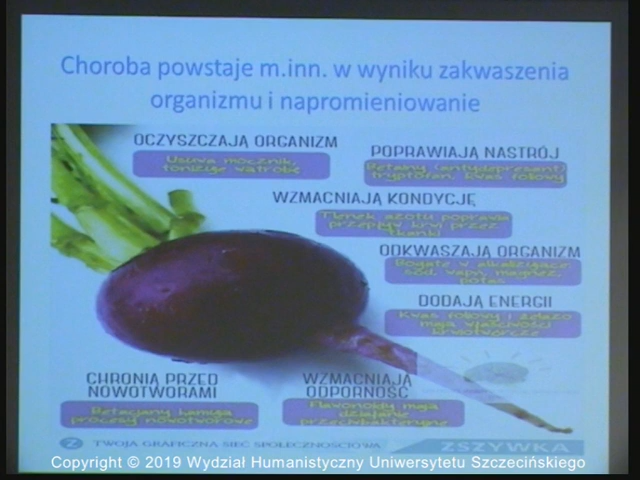 Choroba powstaje m.inn. w wyniku zakwaszenia
organizmu i napromieniowanie
OCZYSZCZAJĄ ORGANIZM
Usuwa mocznik,
tonizuje wątrobę
POPRAWIAJĄ NASTRÓJ
Betainy (antydepresant)
tryptofan, kwas foliowy
WZMACNIAJĄ KONDYCJĘ
Tlenek azotu poprawia
przepływ krwi przez
tkanki
ODKWASZAJĄ ORGANIZM
Bogate w alkalizujące
sód, wapń, magnez,
potas
DODAJĄ ENERGII
Kwas foliowy i żelazo
mają właściwości
krwiotwórcze
CHRONIĄ PRZED
NOWOTWORAMI
Betacjany hamują
procesy nowotworowe
WZMACNIAJĄ
ODPORNOŚĆ
Flawonoidy mają
działanie
przeciwbakteryjne
Z TWOJA GRAFICZNA SIEĆ SPOŁECZNOŚCIOWA
ZSZYWKA
Copyright © 2019 Wydział Humanistyczny Uniwersytetu Szczecińskiego